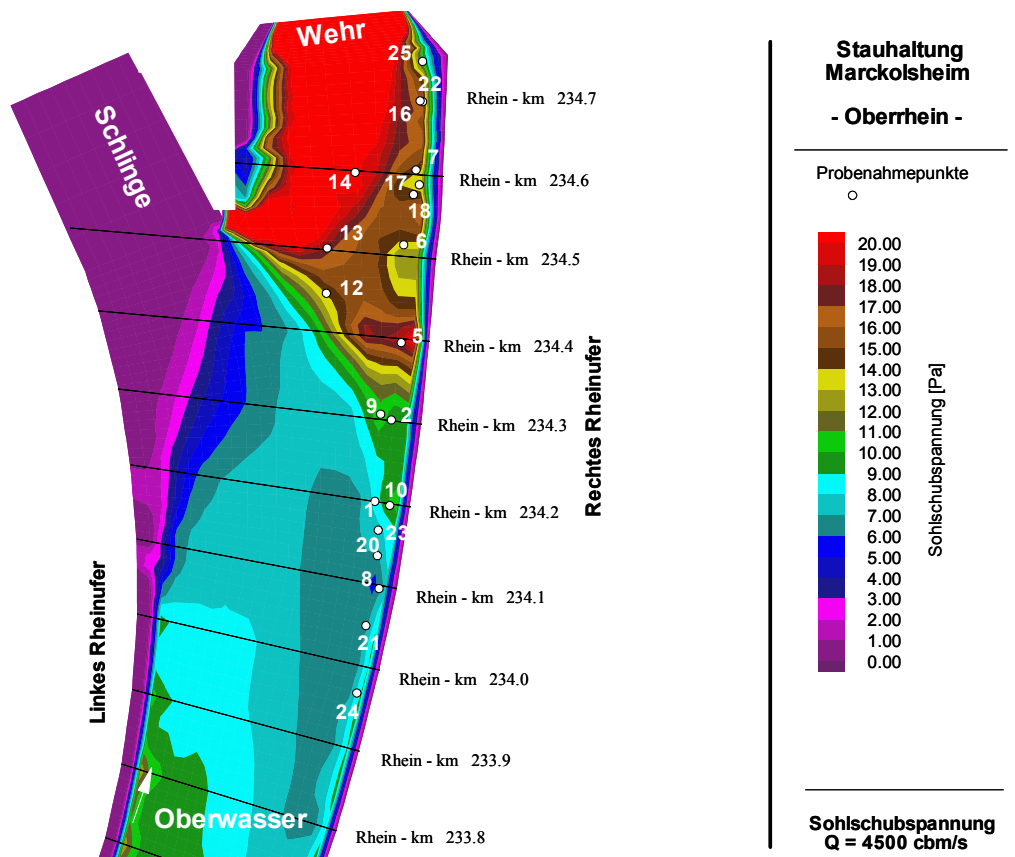 Wehr
25
22
16
Rhein - km 234.7
Schlinge
7
14
17
Rhein - km 234.6
18
13
6
Rhein - km 234.5
12
5
Rhein - km 234.4
9
2
Rhein - km 234.3
10
1
Rhein - km 234.2
23
20
8
Rhein - km 234.1
21
Rhein - km 234.0
24
Rhein - km 233.9
Oberwasser
Rhein - km 233.8
Linkes Rheinufer
Rechtes Rheinufer
Stauhaltung
Marckolsheim
- Oberrhein -
Probenahmepunkte
20.00
19.00
18.00
17.00
16.00
15.00
14.00
13.00
12.00
11.00
10.00
9.00
8.00
7.00
6.00
5.00
4.00
3.00
2.00
1.00
0.00
Sohlschubspannung [Pa]
Sohlschubspannung
Q = 4500 cbm/s